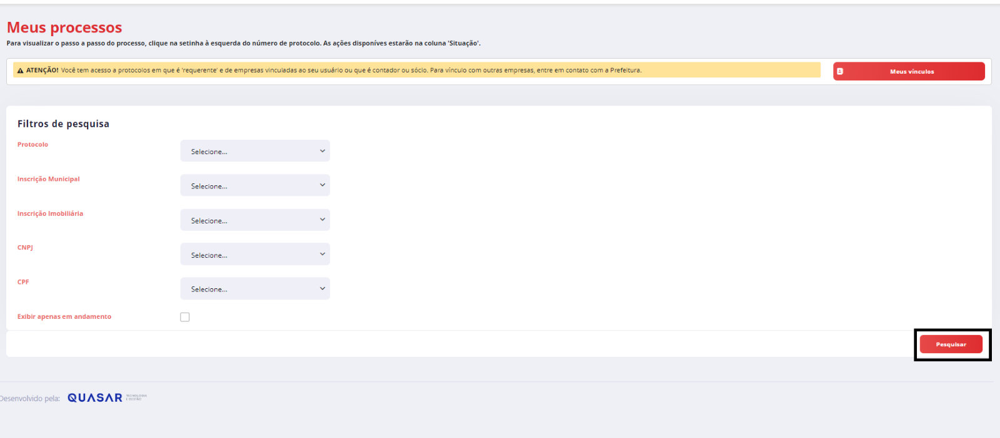 Meus processos
Para visualizar o passo a passo do processo, clique na setinha à esquerda do número de protocolo. As ações disponíves estarão na coluna 'Situação'.
ATENÇÃO! Você tem acesso a protocolos em que é 'requerente' e de empresas vinculadas ao seu usuário ou que é contador ou sócio. Para vínculo com outras empresas, entre em contato com a Prefeitura.
Meus vínculos
Filtros de pesquisa
Protocolo
Selecione...
Inscrição Municipal
Selecione...
Inscrição Imobiliária
Selecione...
CNPJ
Selecione...
CPF
Selecione...
Exibir apenas em andamento
Pesquisar
Desenvolvido pela: QUASAR TECNOLOGIA
E GESTÃO